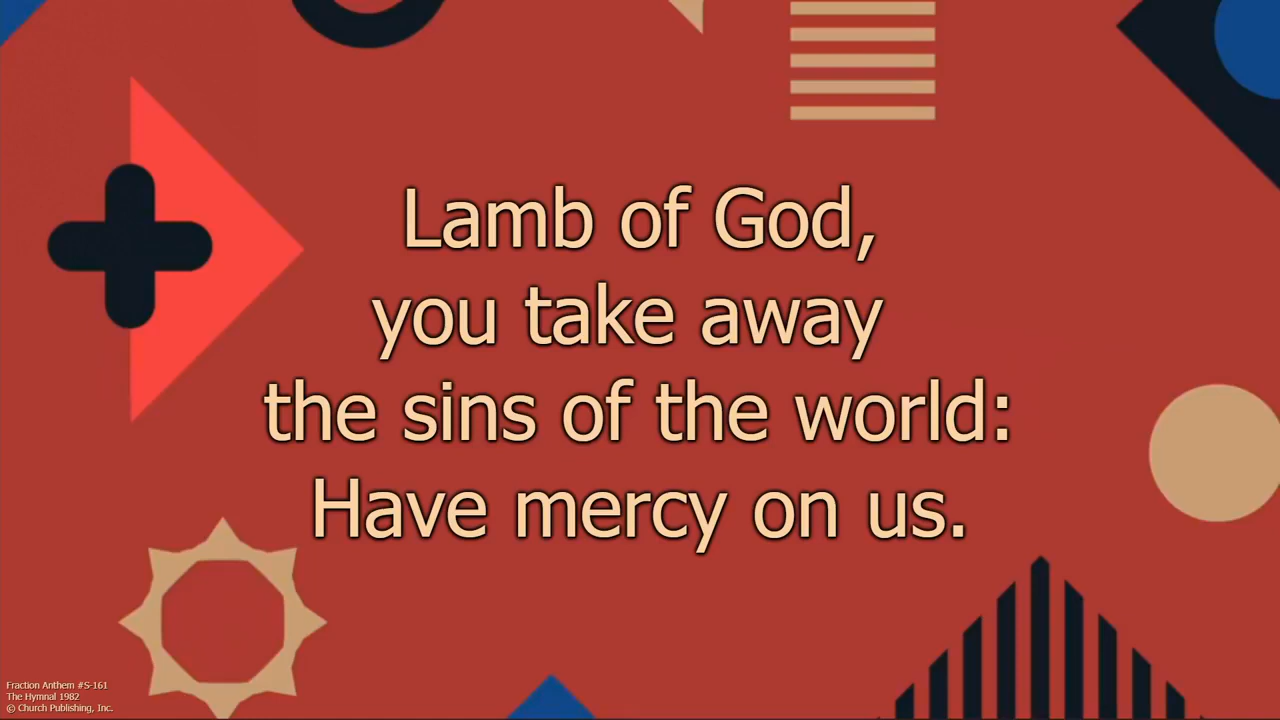 Lamb of God,
you take away
the sins of the world:
Have mercy on us.
Fraction Anthem #S-161
The Hymnal 1982
© Church Publishing, Inc.